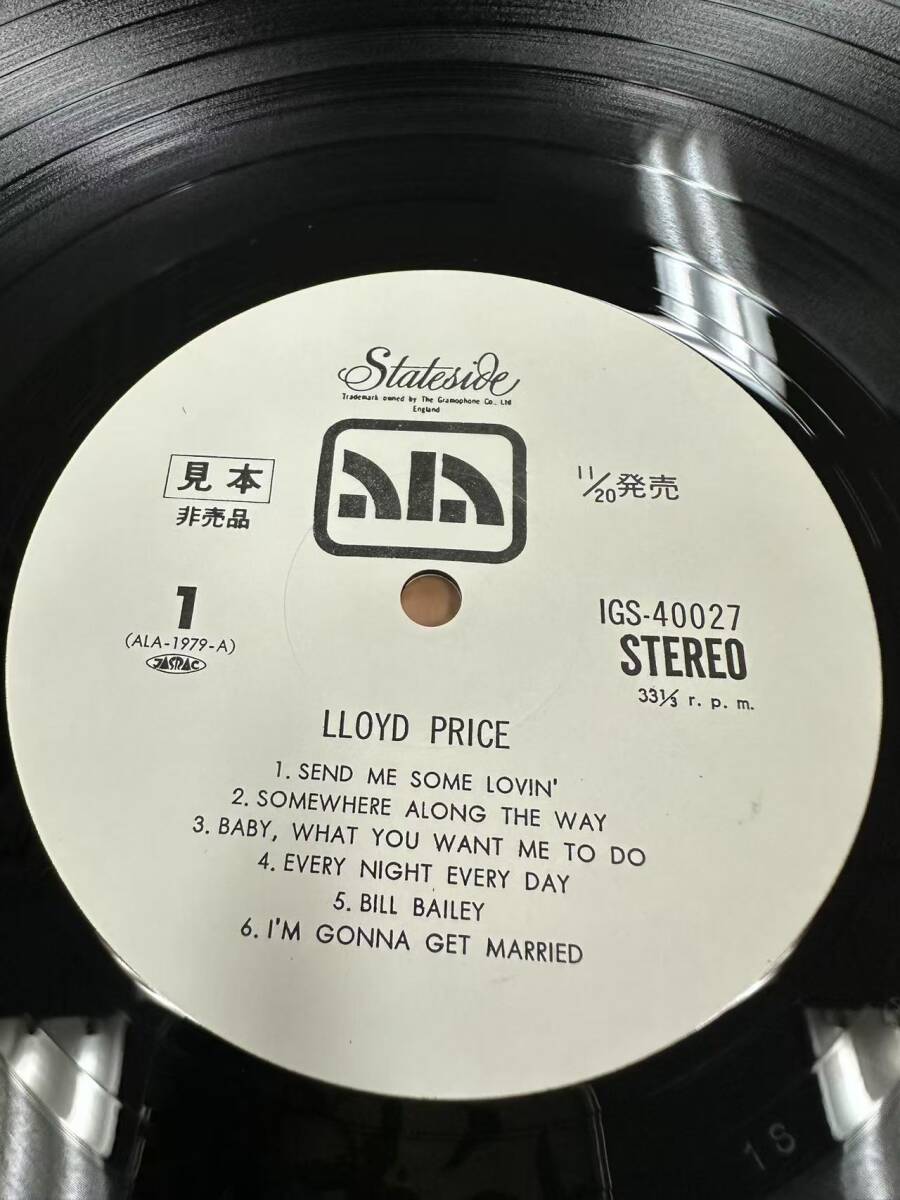 Stateside
Trademark owned by The Gramophone Co., Ltd
England
ALA
見本
非売品
11/20発売
1
(ALA-1979-A)
JASRAC
IGS-40027
STEREO
33⅓ r. p. m.
LLOYD PRICE
1. SEND ME SOME LOVIN'
2. SOMEWHERE ALONG THE WAY
3. BABY, WHAT YOU WANT ME TO DO
4. EVERY NIGHT EVERY DAY
5. BILL BAILEY
6. I'M GONNA GET MARRIED